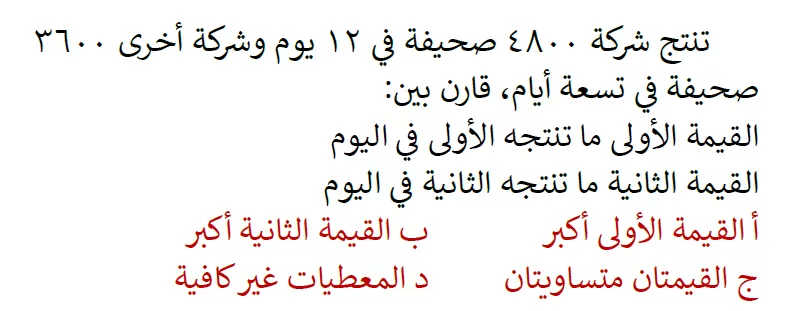 تنتج شركة ٤٨٠٠ صحيفة في ١٢ يوم وشركة أخرى ٣٦٠٠
صحيفة في تسعة أيام، قارن بين:
القيمة الأولى ما تنتجه الأولى في اليوم
القيمة الثانية ما تنتجه الثانية في اليوم
أ القيمة الأولى أكبر ب القيمة الثانية أكبر
ج القيمتان متساويتان د المعطيات غير كافية